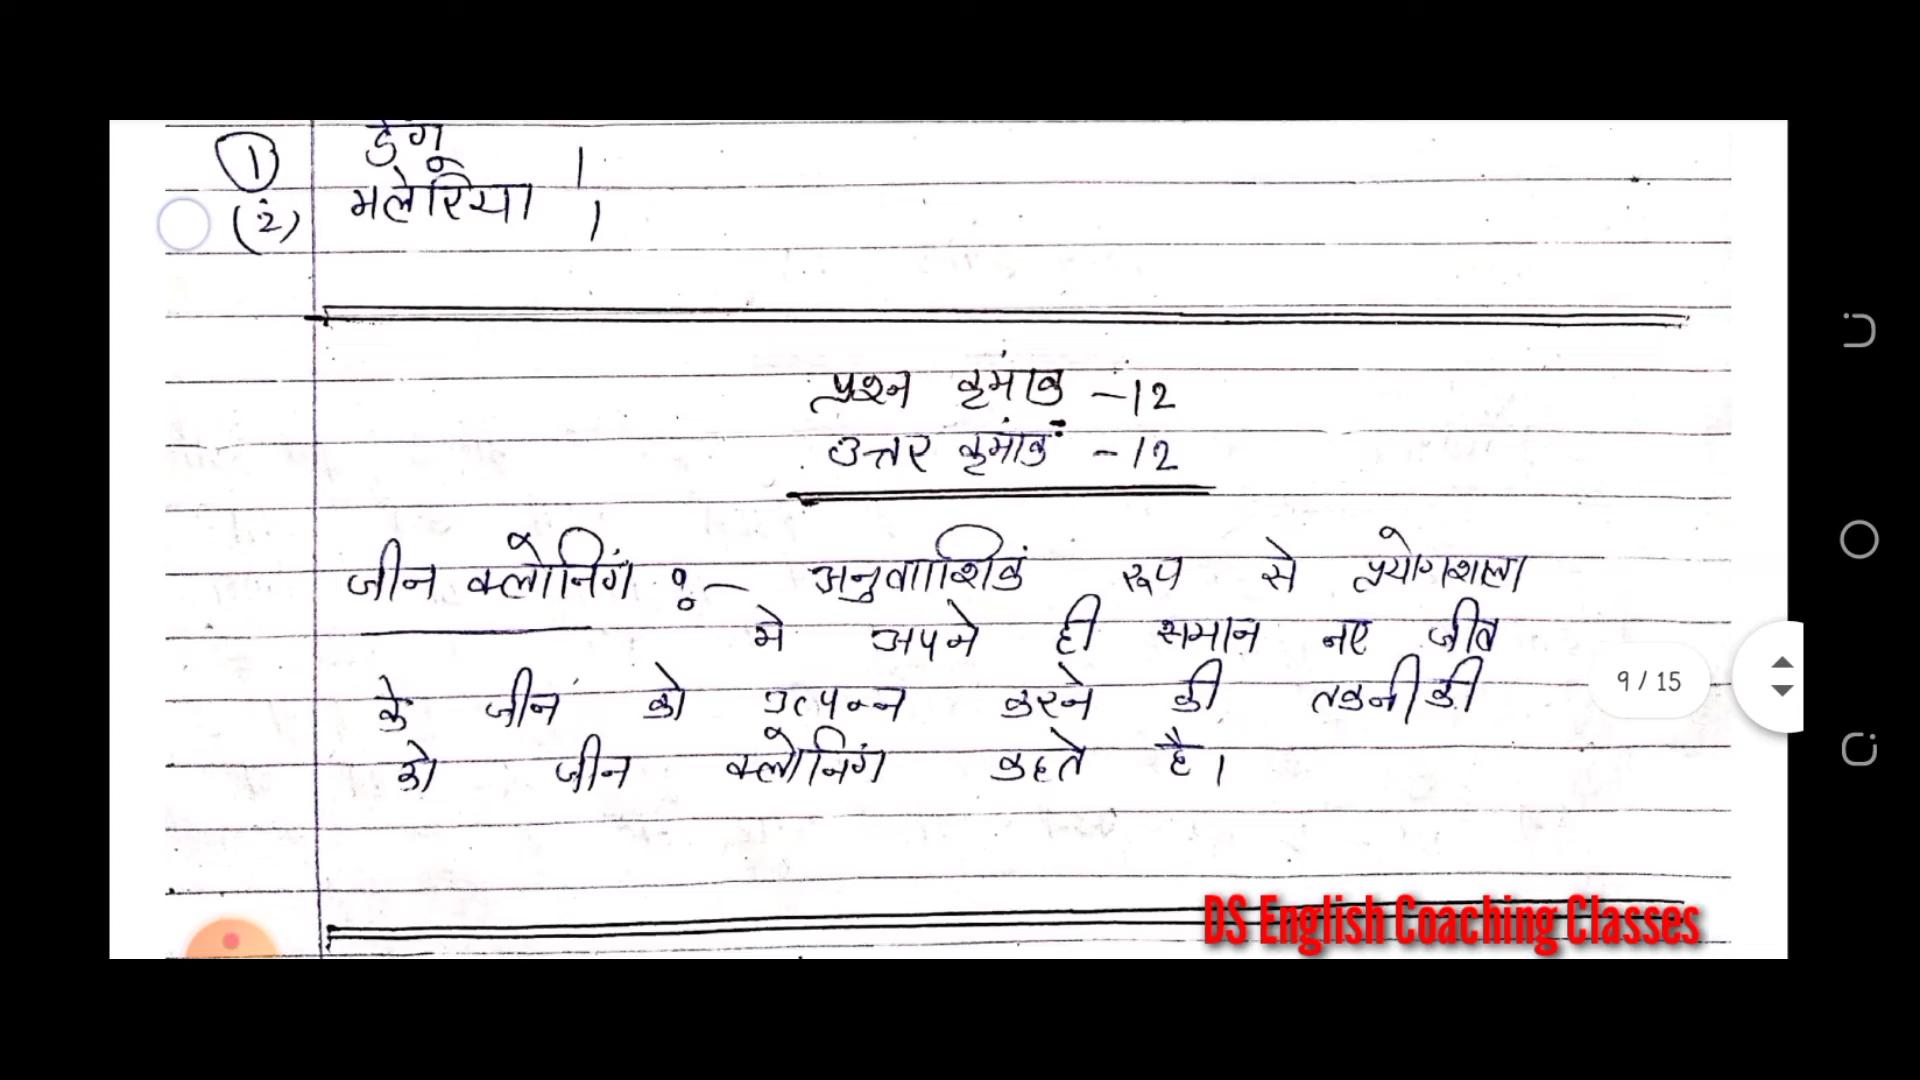 (1) डेंगू ।
(2) मलेरिया ।
प्रश्न क्रमांक -12
उत्तर क्रमांक -12
जीन क्लोनिंग :- अनुवाशिकं रूप से प्रयोगशाला
मे अपने ही समान नए जीव
के जीन को उत्पन्न करने की तकनीकी
को जीन क्लोनिंग कहते है।
9 / 15
DS English Coaching Classes